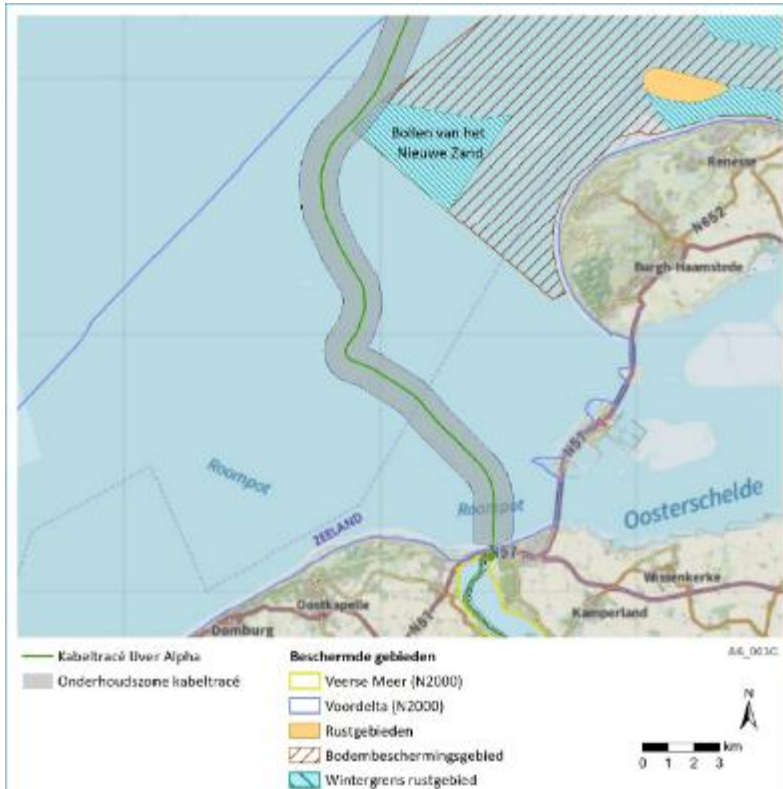 Bollen van het
Nieuwe Zand
Renesse
N652
Burgh-Haamstede
N57
Roompot
Roompot
Oosterschelde
ZEELAND
N57
Wissenkerke
Oostkapelle
N57
Kamperland
Domburg
Kabeltracé IJver Alpha
Onderhoudszone kabeltracé
Beschermde gebieden
Veerse Meer (N2000)
Voordelta (N2000)
Rustgebieden
Bodembeschermingsgebied
Wintergrens rustgebied
A6_003C
N
km
0 1 2 3